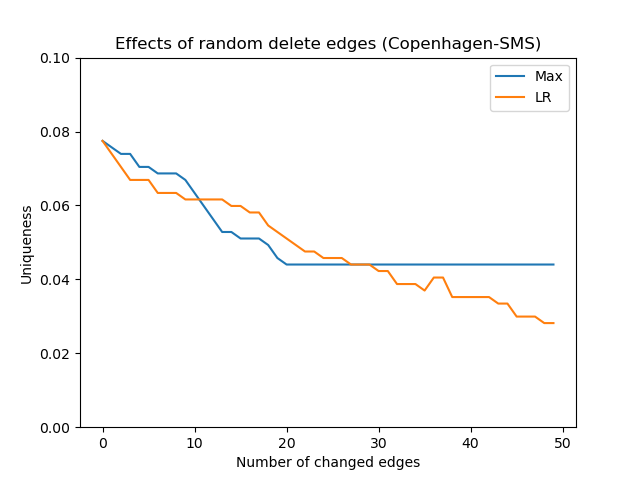 Effects of random delete edges (Copenhagen-SMS)
Max
LR
0.10
0.08
0.06
0.04
0.02
0.00
Uniqueness
0
10
20
30
40
50
Number of changed edges